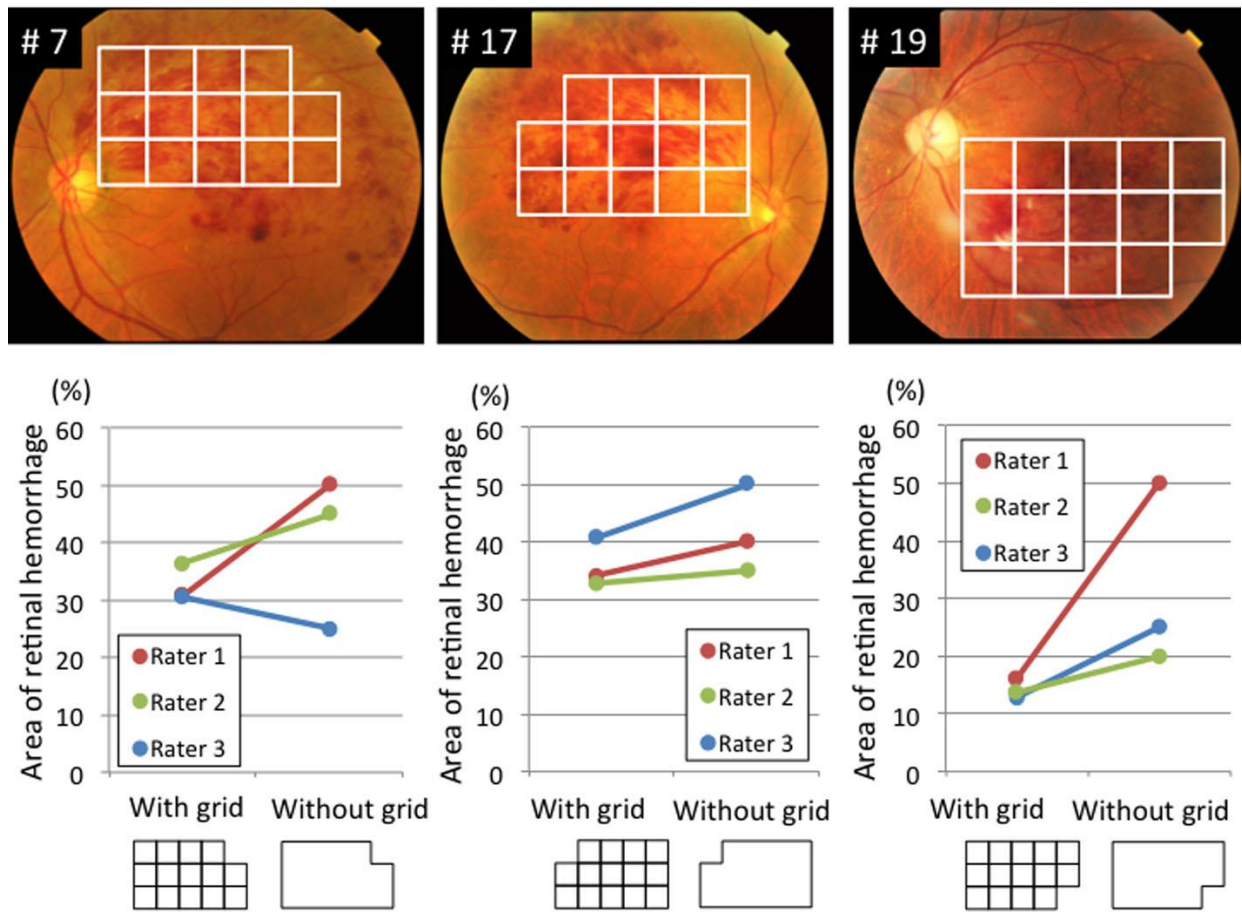 # 7
# 17
# 19
(%)
Area of retinal hemorrhage
60
50
40
30
20
10
0
Rater 1
Rater 2
Rater 3
With grid
Without grid
(%)
Area of retinal hemorrhage
60
50
40
30
20
10
0
Rater 1
Rater 2
Rater 3
With grid
Without grid
(%)
Area of retinal hemorrhage
60
50
40
30
20
10
0
Rater 1
Rater 2
Rater 3
With grid
Without grid